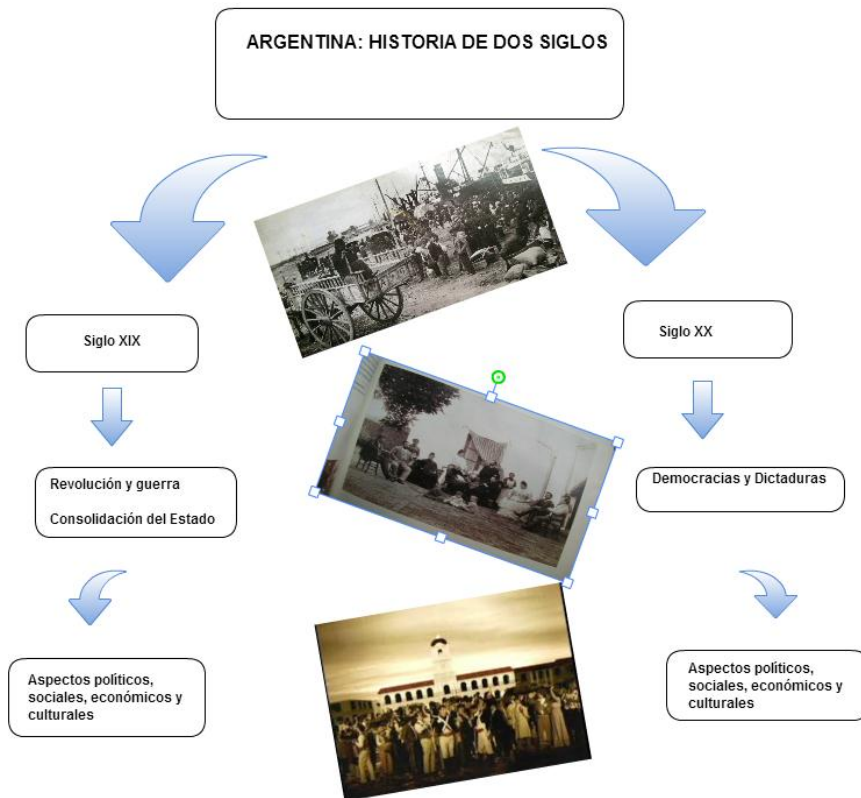 ARGENTINA: HISTORIA DE DOS SIGLOS
Siglo XIX
Siglo XX
Revolución y guerra
Consolidación del Estado
Democracias y Dictaduras
Aspectos políticos,
sociales, económicos y
culturales
Aspectos políticos,
sociales, económicos y
culturales